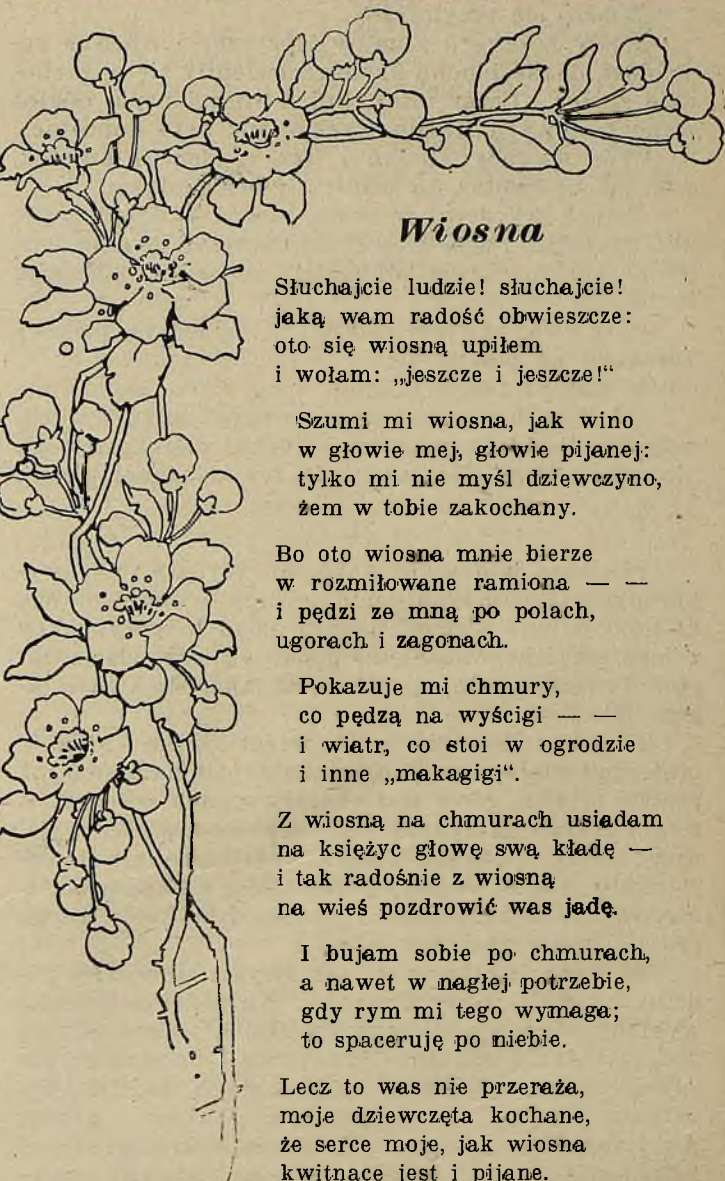 Wiosna
Słuchajcie ludzie! słuchajcie!
jaką wam radość obwieszcze:
oto się wiosną upiłem
i wołam: „jeszcze i jeszcze!“
Szumi mi wiosna, jak wino
w głowie mej, głowie pijanej:
tylko mi nie myśl dziewczyno,
żem w tobie zakochany.
Bo oto wiosna mnie bierze
w rozmiłowane ramiona — —
i pędzi ze mną po polach,
ugorach i zagonach.
Pokazuje mi chmury,
co pędzą na wyścigi — —
i wiatr, co stoi w ogrodzie
i inne „makagigi“.
Z wiosną na chmurach usiadam
na księżyc głowę swą kładę —
i tak radośnie z wiosną
na wieś pozdrowić was jadę.
I bujam sobie po chmurach,
a nawet w nagłej potrzebie,
gdy rym mi tego wymaga;
to spaceruję po niebie.
Lecz to was nie przeraża,
moje dziewczęta kochane,
że serce moje, jak wiosna
kwitnące jest i pijane.